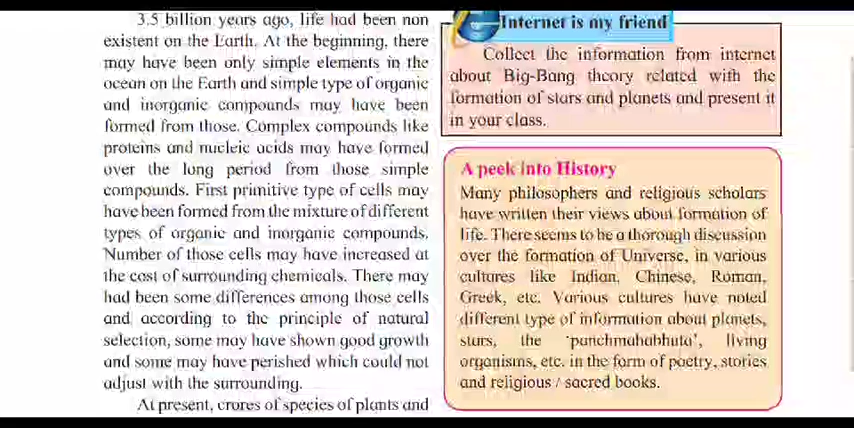 3.5 billion years ago, life had been non
existent on the Earth. At the beginning, there
may have been only simple elements in the
ocean on the Earth and simple type of organic
and inorganic compounds may have been
formed from those. Complex compounds like
proteins and nucleic acids may have formed
over the long period from those simple
compounds. First primitive type of cells may
have been formed from the mixture of different
types of organic and inorganic compounds.
Number of those cells may have increased at
the cost of surrounding chemicals. There may
had been some differences among those cells
and according to the principle of natural
selection, some may have shown good growth
and some may have perished which could not
adjust with the surrounding.
At present, crores of species of plants and
Internet is my friend
Collect the information from internet
about Big-Bang theory related with the
formation of stars and planets and present it
in your class.
A peek into History
Many philosophers and religious scholars
have written their views about formation of
life. There seems to be a thorough discussion
over the formation of Universe, in various
cultures like Indian, Chinese, Roman,
Greek, etc. Various cultures have noted
different type of information about planets,
stars, the 'panchmahabhuta', living
organisms, etc. in the form of poetry, stories
and religious / sacred books.